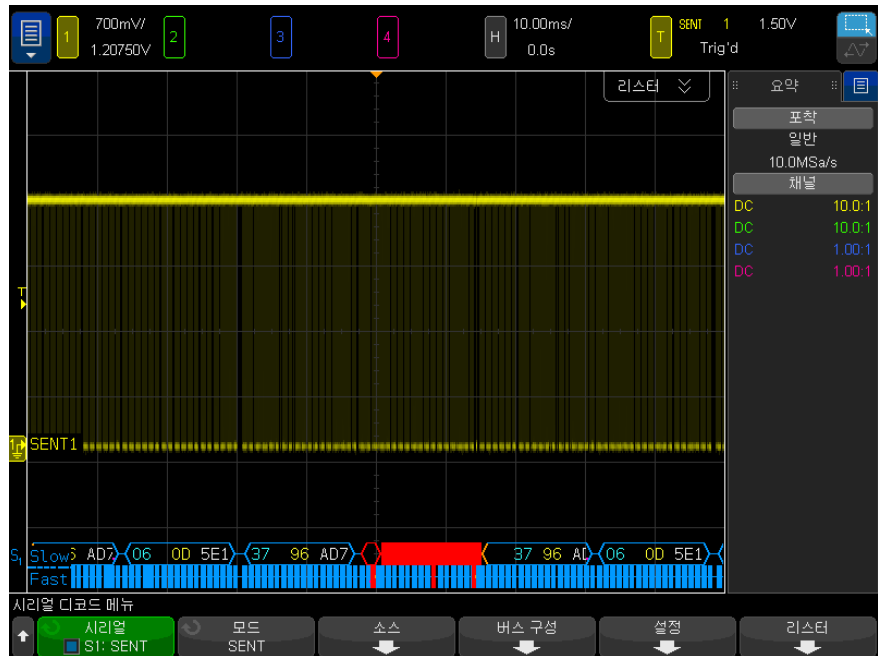 1 700mV/ 2 3 4 H 10.00ms/ T SENT 1 1.50V
1.20750V 0.0s Trig'd
리스터 요약
포착
일반
10.0MSa/s
채널
DC 10.0:1
DC 10.0:1
DC 1.00:1
DC 1.00:1
T
1 SENT1
S1 Slow AD7 06 0D 5E1 37 96 AD7 37 96 06 0D 5E1
Fast
시리얼 디코드 메뉴
시리얼 모드 소스 버스 구성 설정 리스터
S1: SENT SENT